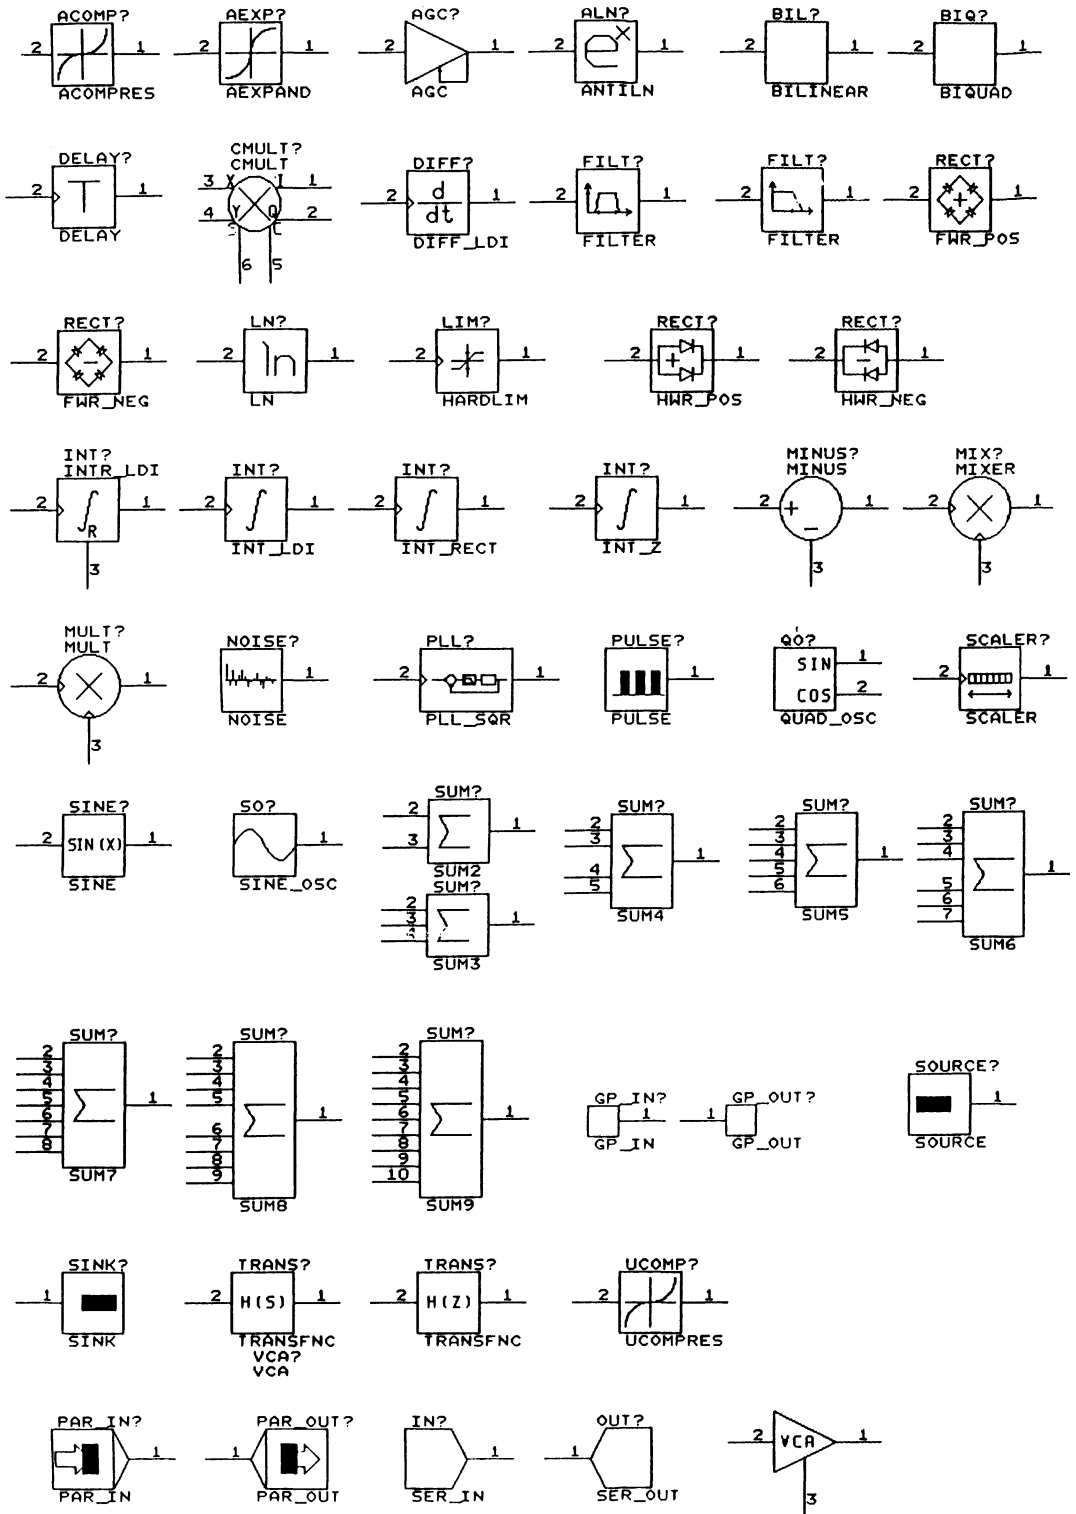 ACOMP? AEXP? AGC? ALN? BIL? BIQ?
2 1 2 1 2 1 2 e^x 1 2 1 2 1
ACOMPRES AEXPAND AGC ANTILN BILINEAR BIQUAD
DELAY? CMULT? DIFF? FILT? FILT? RECT?
CMULT
2 T 1 3 X I 1 2 d 1 2 1 2 1 2 + 1
4 Y Q 2 dt
DELAY S C DIFF_LDI FILTER FILTER FWR_POS
6 5
RECT? LN? LIM? RECT? RECT?
2 − 1 2 ln 1 2 1 2 + 1 2 − 1
FWR_NEG LN HARDLIM HWR_POS HWR_NEG
INT? INT? INT? INT? MINUS? MIX?
INTR_LDI MINUS MIXER
2 ∫ 1 2 ∫ 1 2 ∫ 1 2 ∫ 1 2 + 1 2 × 1
R −
INT_LDI INT_RECT INT_Z
3 3 3
MULT? NOISE? PLL? PULSE? QO? SCALER?
MULT
2 × 1 1 2 1 1 SIN 1 2 1
COS 2
NOISE PLL_SQR PULSE QUAD_OSC SCALER
3
SINE? SO? SUM? SUM? SUM? SUM?
2 SIN(X) 1 1
SINE SINE_OSC
2 3 Σ 1
SUM2
SUM?
2 3 4 Σ 1
SUM3
2 3 4 5 Σ 1
SUM4
2 3 4 5 6 Σ 1
SUM5
2 3 4 5 6 7 Σ 1
SUM6
SUM? SUM? SUM? GP_IN? GP_OUT? SOURCE?
2 3 4 5 6 7 8 Σ 1
SUM7
2 3 4 5 6 7 8 9 Σ 1
SUM8
2 3 4 5 6 7 8 9 10 Σ 1
SUM9
1 1 1
GP_IN GP_OUT SOURCE
SINK? TRANS? TRANS? UCOMP?
1 2 H(S) 1 2 H(Z) 1 2 1
SINK TRANSFNC TRANSFNC UCOMPRES
VCA?
VCA
PAR_IN? PAR_OUT? IN? OUT?
1 1 1 1 2 VCA 1
PAR_IN PAR_OUT SER_IN SER_OUT
3